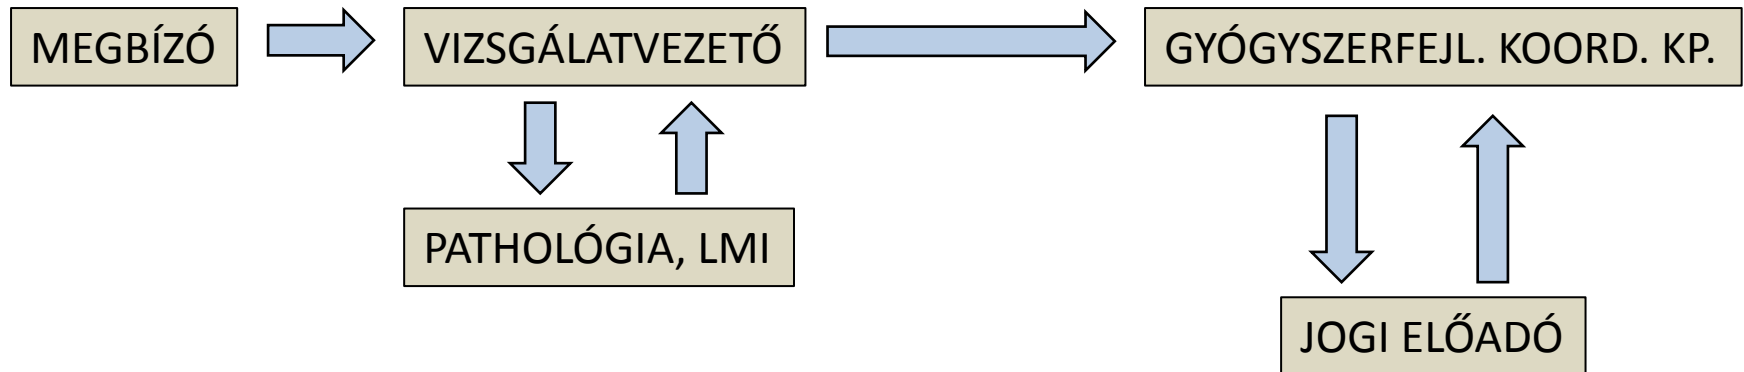 MEGBÍZÓ
VIZSGÁLATVEZETŐ
GYÓGYSZERFEJL. KOORD. KP.
PATHOLÓGIA, LMI
JOGI ELŐADÓ